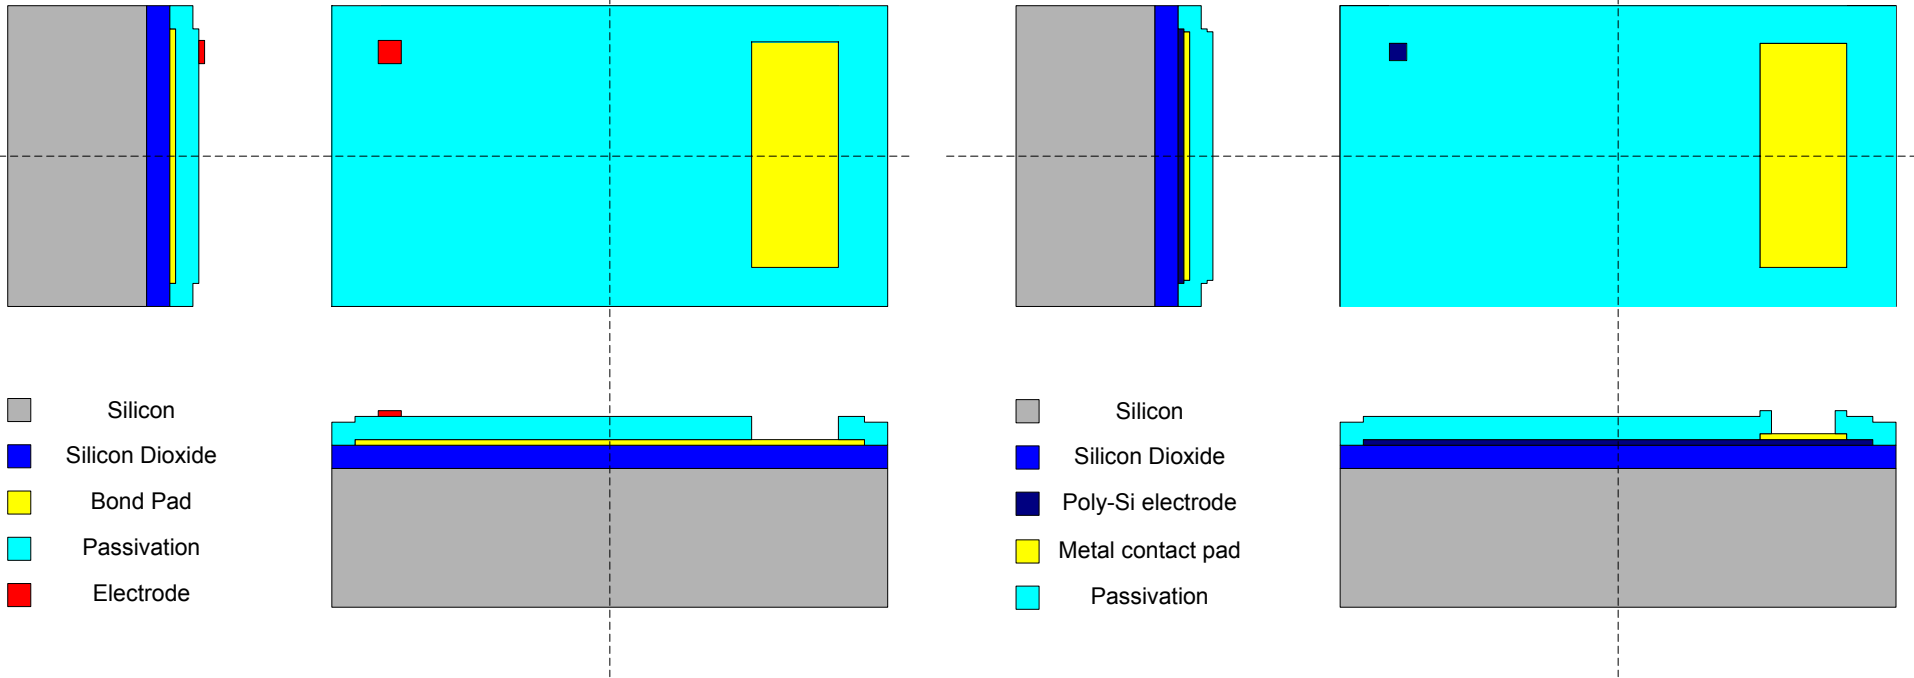 Silicon
Silicon Dioxide
Bond Pad
Passivation
Electrode
Silicon
Silicon Dioxide
Poly-Si electrode
Metal contact pad
Passivation